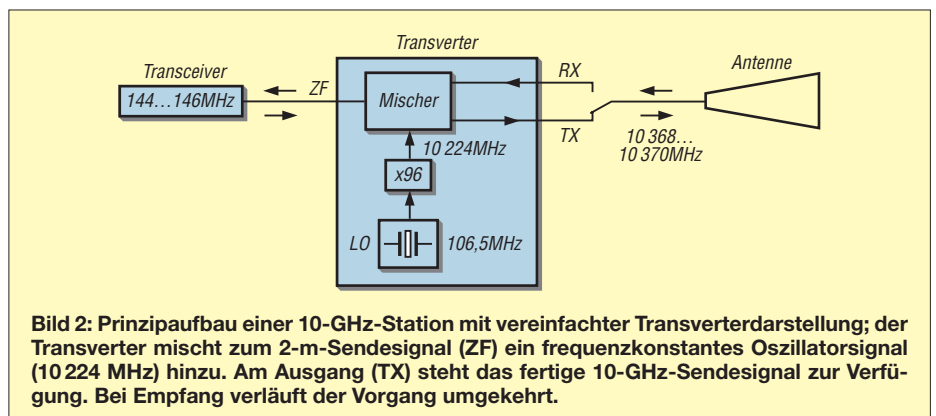 Transverter
Transceiver
ZF
RX
Antenne
144…146MHz
Mischer
TX
10 224MHz
10 368…
10 370MHz
x96
LO
106,5MHz
Bild 2: Prinzipaufbau einer 10-GHz-Station mit vereinfachter Transverterdarstellung; der
Transverter mischt zum 2-m-Sendesignal (ZF) ein frequenzkonstantes Oszillatorsignal
(10 224 MHz) hinzu. Am Ausgang (TX) steht das fertige 10-GHz-Sendesignal zur Verfü-
gung. Bei Empfang verläuft der Vorgang umgekehrt.